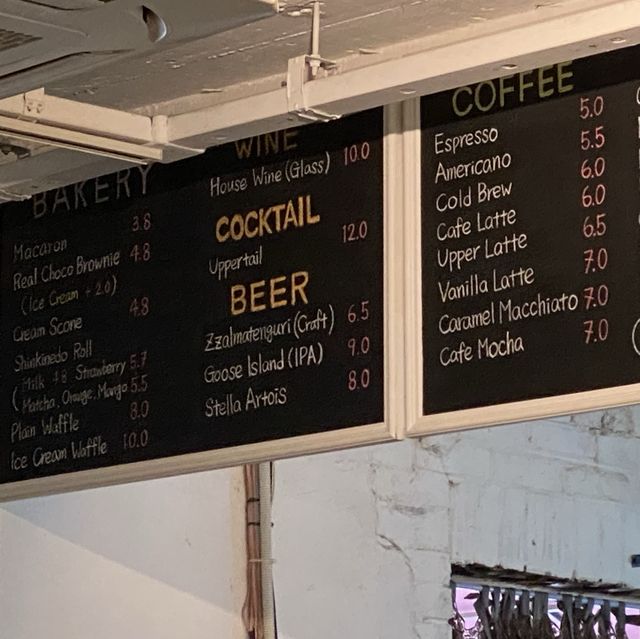 BAKERY
Macaron 3.8
Real Choco Brownie 4.8
(Ice Cream + 2.0)
Cream Scone 4.8
Shinkinedo Roll
(Milk 4.8 Strawberry 5.7
Matcha, Orange, Mango 5.5
Plain Waffle 8.0
Ice Cream Waffle 10.0
WINE
House Wine (Glass) 10.0
COCKTAIL
Uppertail 12.0
BEER
Zzalmatenguri (Craft) 6.5
Goose Island (IPA) 9.0
Stella Artois 8.0
COFFEE
Espresso 5.0
Americano 5.5
Cold Brew 6.0
Cafe Latte 6.0
Upper Latte 6.5
Vanilla Latte 7.0
Caramel Macchiato 7.0
Cafe Mocha 7.0